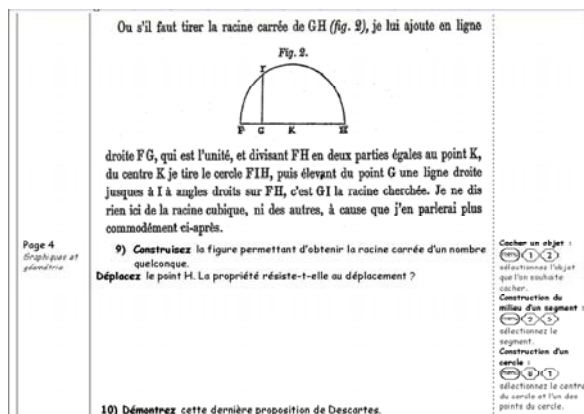 Ou s'il faut tirer la racine carrée de GH (fig. 2), je lui ajoute en ligne
Fig. 2.
I
F G K H
droite FG, qui est l'unité, et divisant FH en deux parties égales au point K,
du centre K je tire le cercle FIH, puis élevant du point G une ligne droite
jusques à I à angles droits sur FH, c'est GI la racine cherchée. Je ne dis
rien ici de la racine cubique, ni des autres, à cause que j'en parlerai plus
commodément ci-après.
Page 4
Graphiques et
géométrie
9) Construisez la figure permettant d'obtenir la racine carrée d'un nombre
quelconque.
Déplacez le point H. La propriété résiste-t-elle au déplacement ?
10) Démontrez cette dernière proposition de Descartes.
Cacher un objet :
menu 1 2
sélectionnez l'objet
que l'on souhaite
cacher.
Construction du
milieu d'un segment :
menu 9 5
sélectionnez le
segment.
Construction d'un
cercle :
menu 8 1
sélectionnez le centre
du cercle et l'un des
points du cercle.